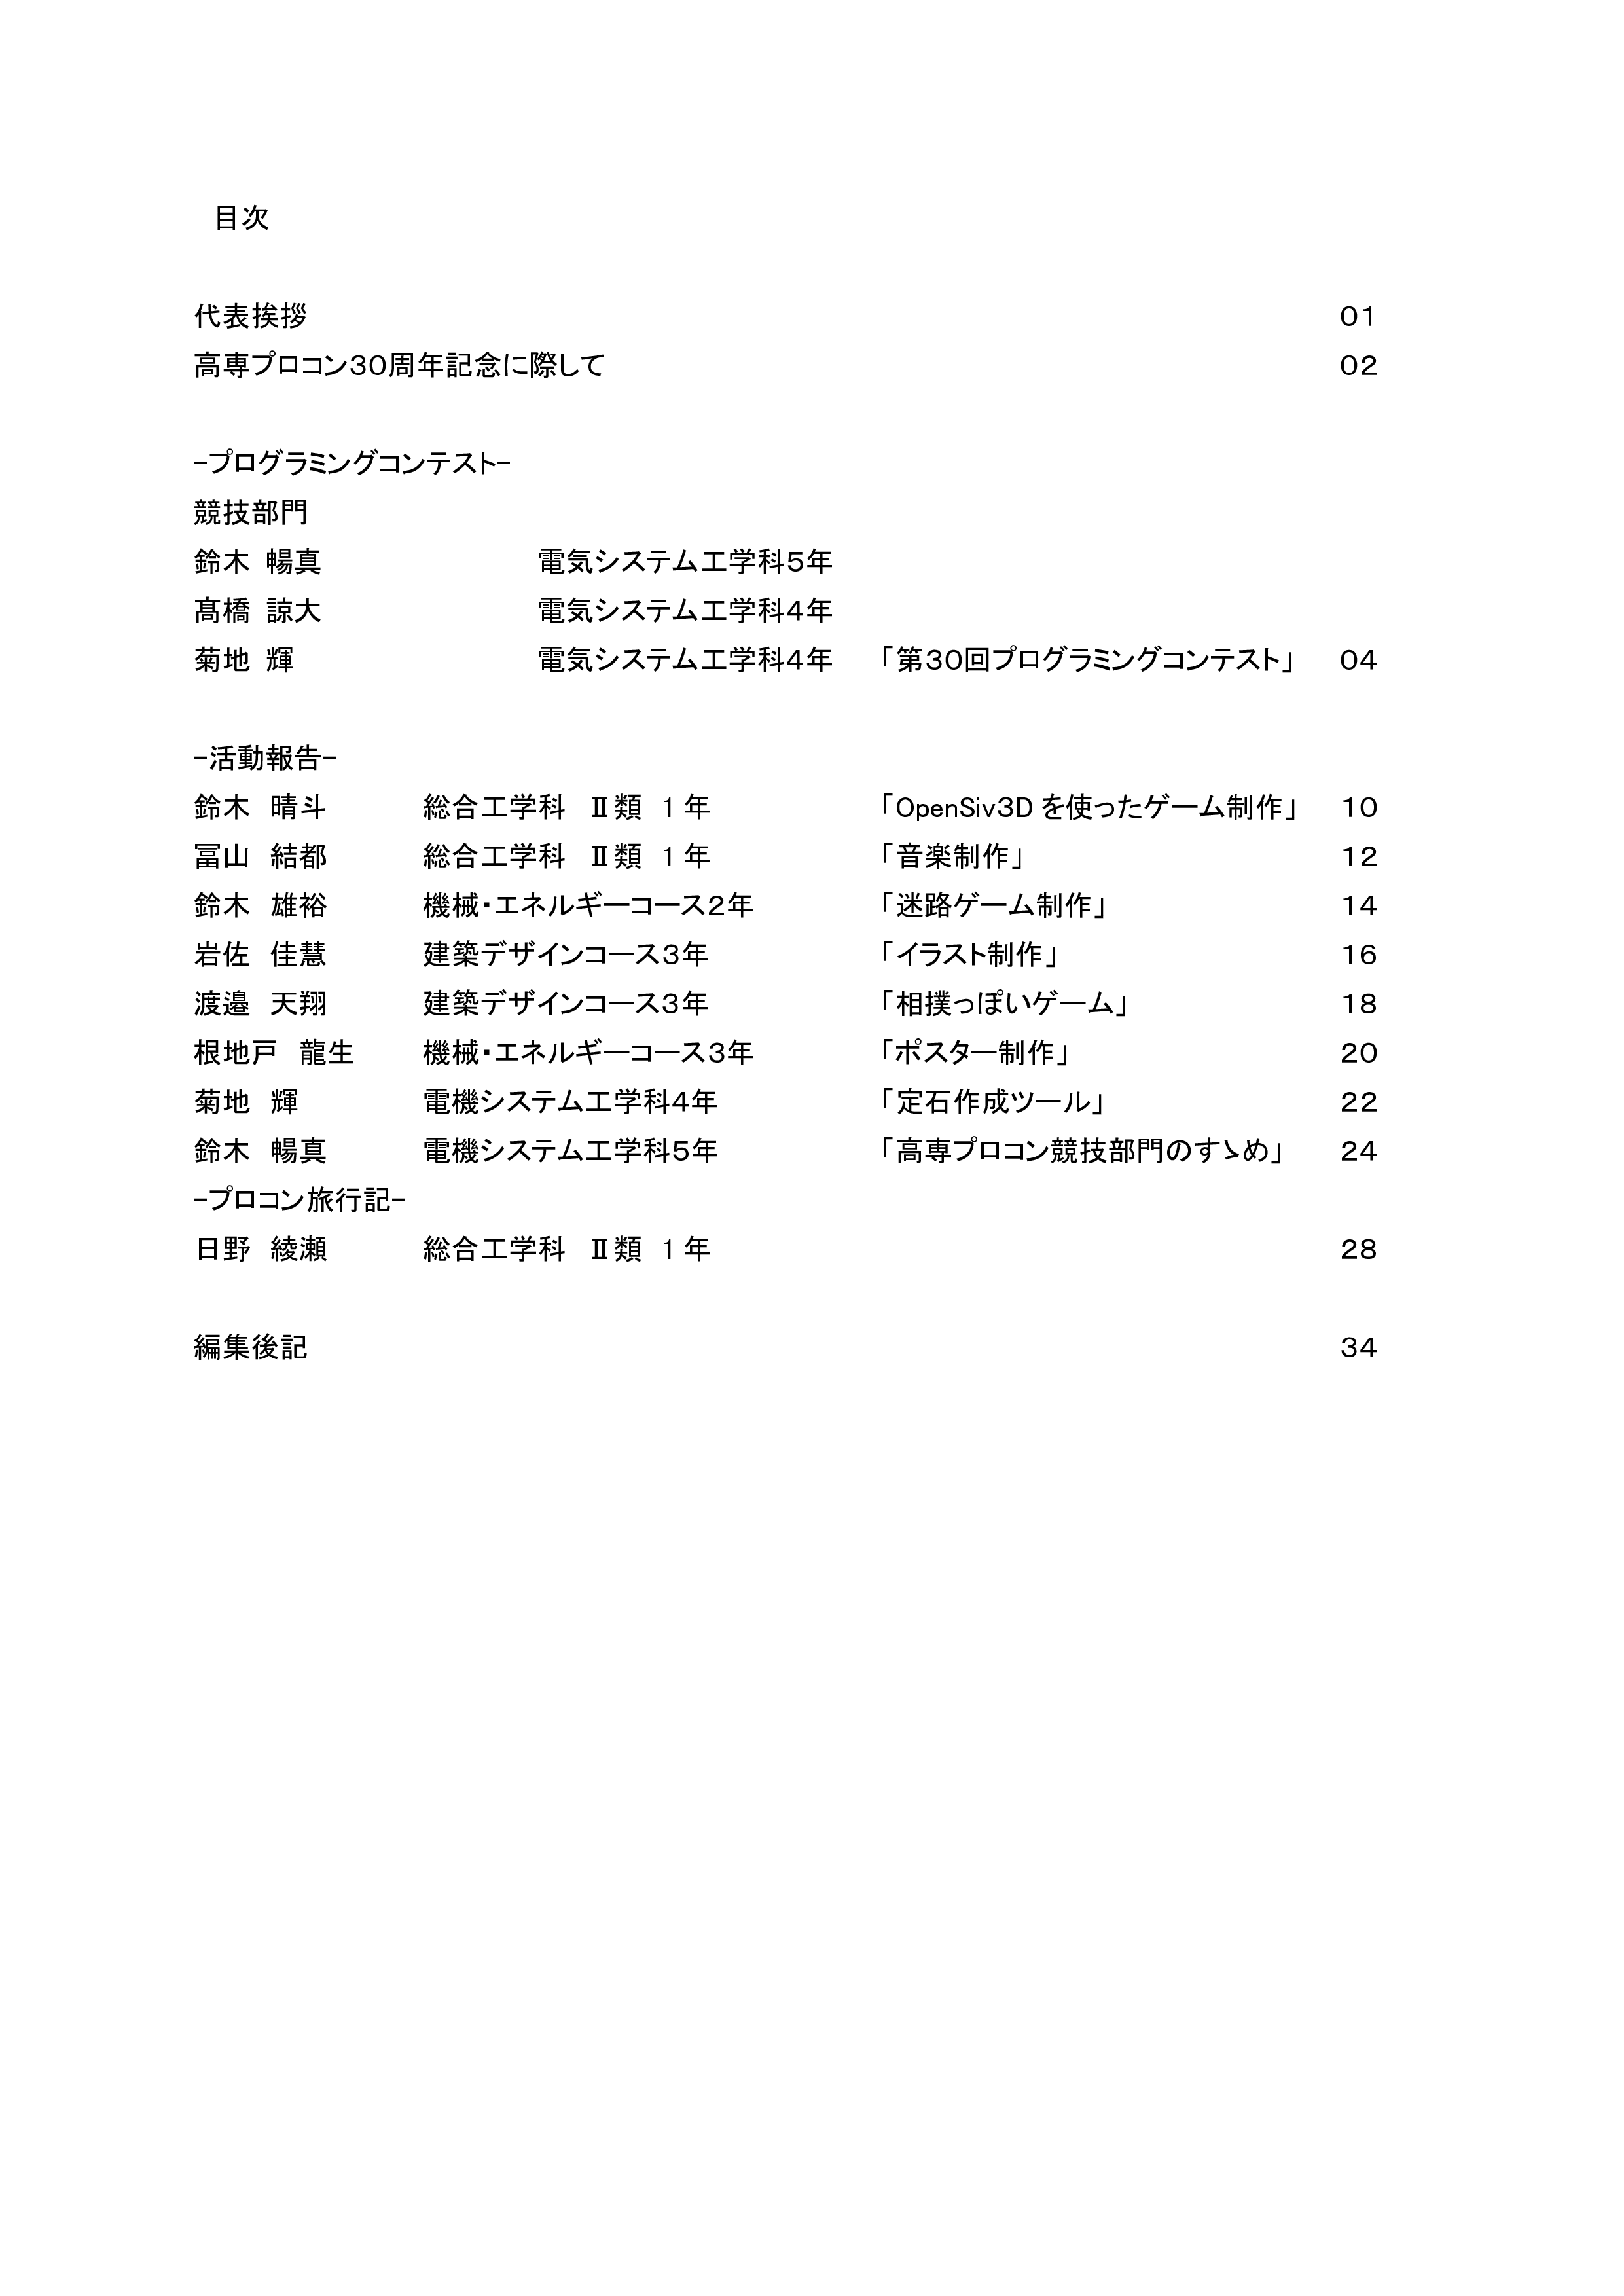 目次
代表挨拶 01
高専プロコン30周年記念に際して 02
-プログラミングコンテスト-
競技部門
鈴木 暢真 電気システム工学科5年
髙橋 諒大 電気システム工学科4年
菊地 輝 電気システム工学科4年 「第30回プログラミングコンテスト」 04
-活動報告-
鈴木 晴斗 総合工学科 Ⅱ類 1年 「OpenSiv3D を使ったゲーム制作」 10
冨山 結都 総合工学科 Ⅱ類 1年 「音楽制作」 12
鈴木 雄裕 機械・エネルギーコース2年 「迷路ゲーム制作」 14
岩佐 佳慧 建築デザインコース3年 「イラスト制作」 16
渡邉 天翔 建築デザインコース3年 「相撲っぽいゲーム」 18
根地戸 龍生 機械・エネルギーコース3年 「ポスター制作」 20
菊地 輝 電機システム工学科4年 「定石作成ツール」 22
鈴木 暢真 電機システム工学科5年 「高専プロコン競技部門のすゝめ」 24
-プロコン旅行記-
日野 綾瀬 総合工学科 Ⅱ類 1年 28
編集後記 34